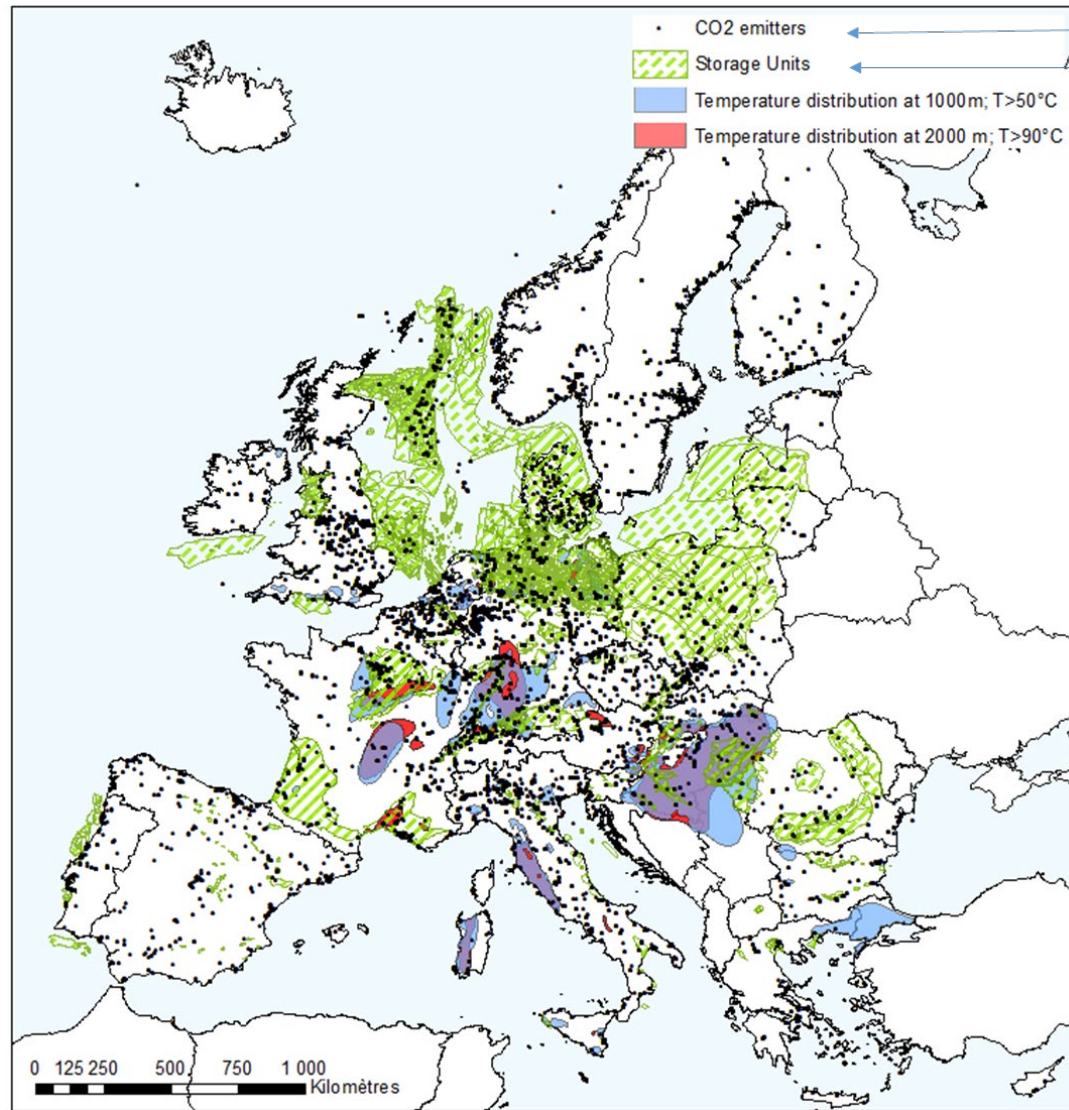 CO2 emitters
Storage Units
Temperature distribution at 1000m; T>50°C
Temperature distribution at 2000 m; T>90°C
0 125 250 500 750 1 000
Kilomètres